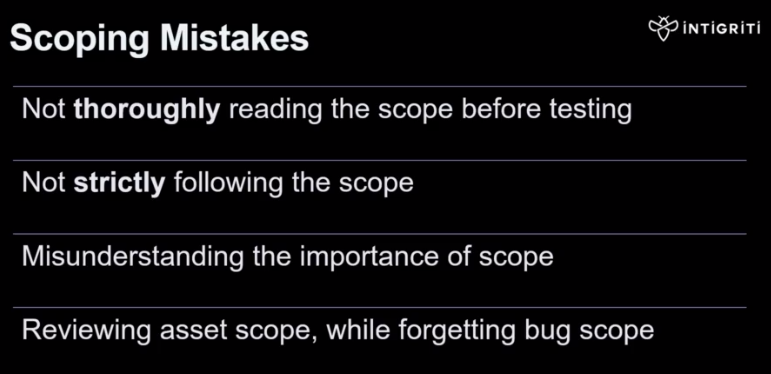 Scoping Mistakes
iNTiGRiTi
Not thoroughly reading the scope before testing
Not strictly following the scope
Misunderstanding the importance of scope
Reviewing asset scope, while forgetting bug scope